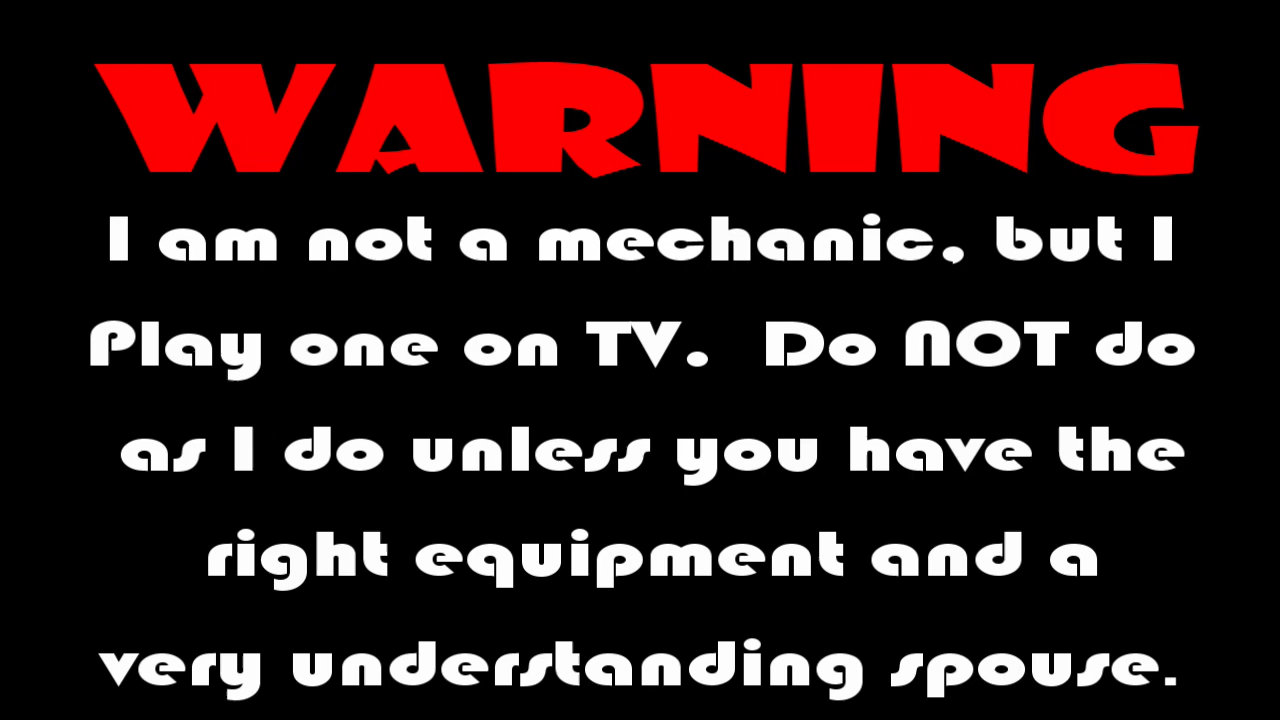 WARNING
I am not a mechanic, but I
Play one on TV.  Do NOT do
as I do unless you have the
right equipment and a
very understanding spouse.